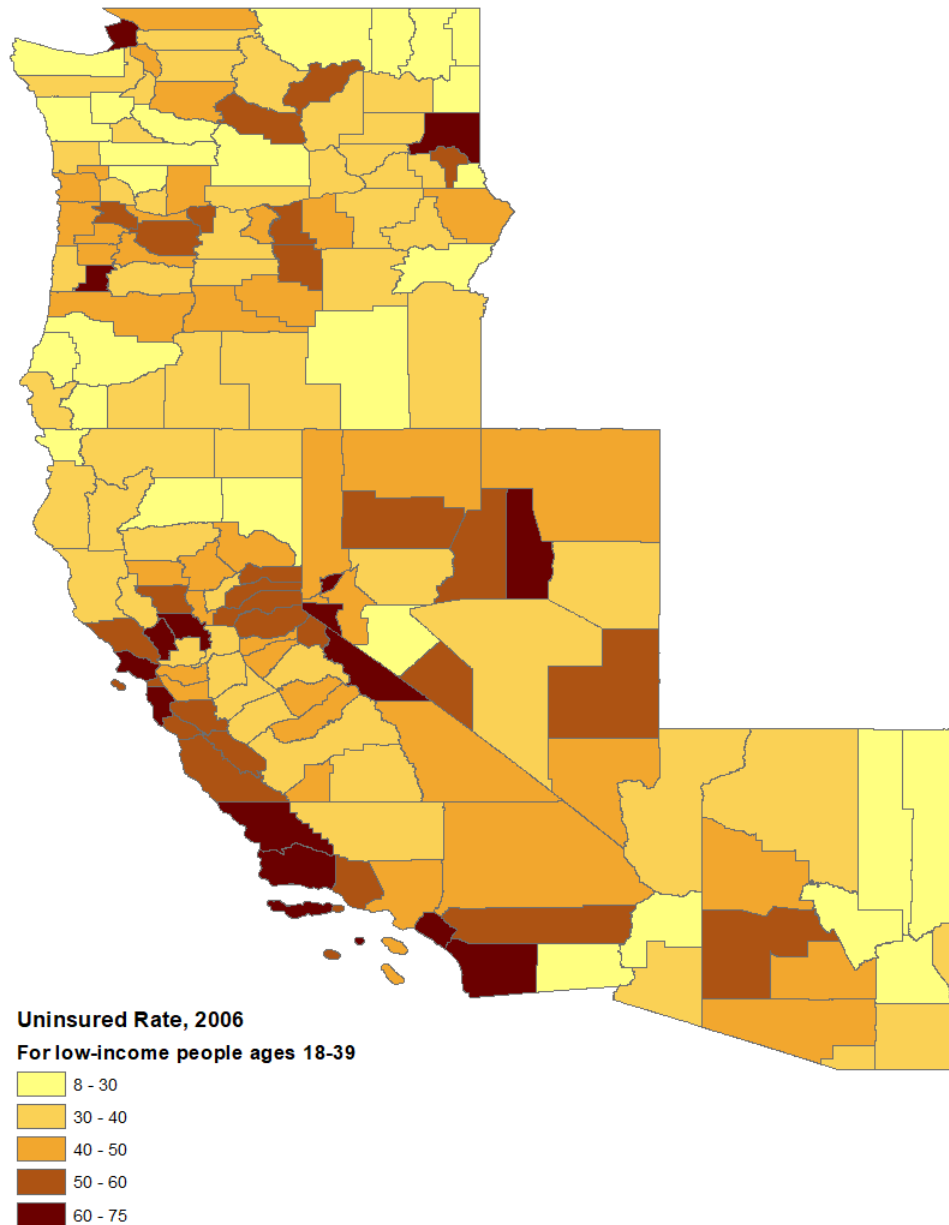 Uninsured Rate, 2006
For low-income people ages 18-39
8 - 30
30 - 40
40 - 50
50 - 60
60 - 75